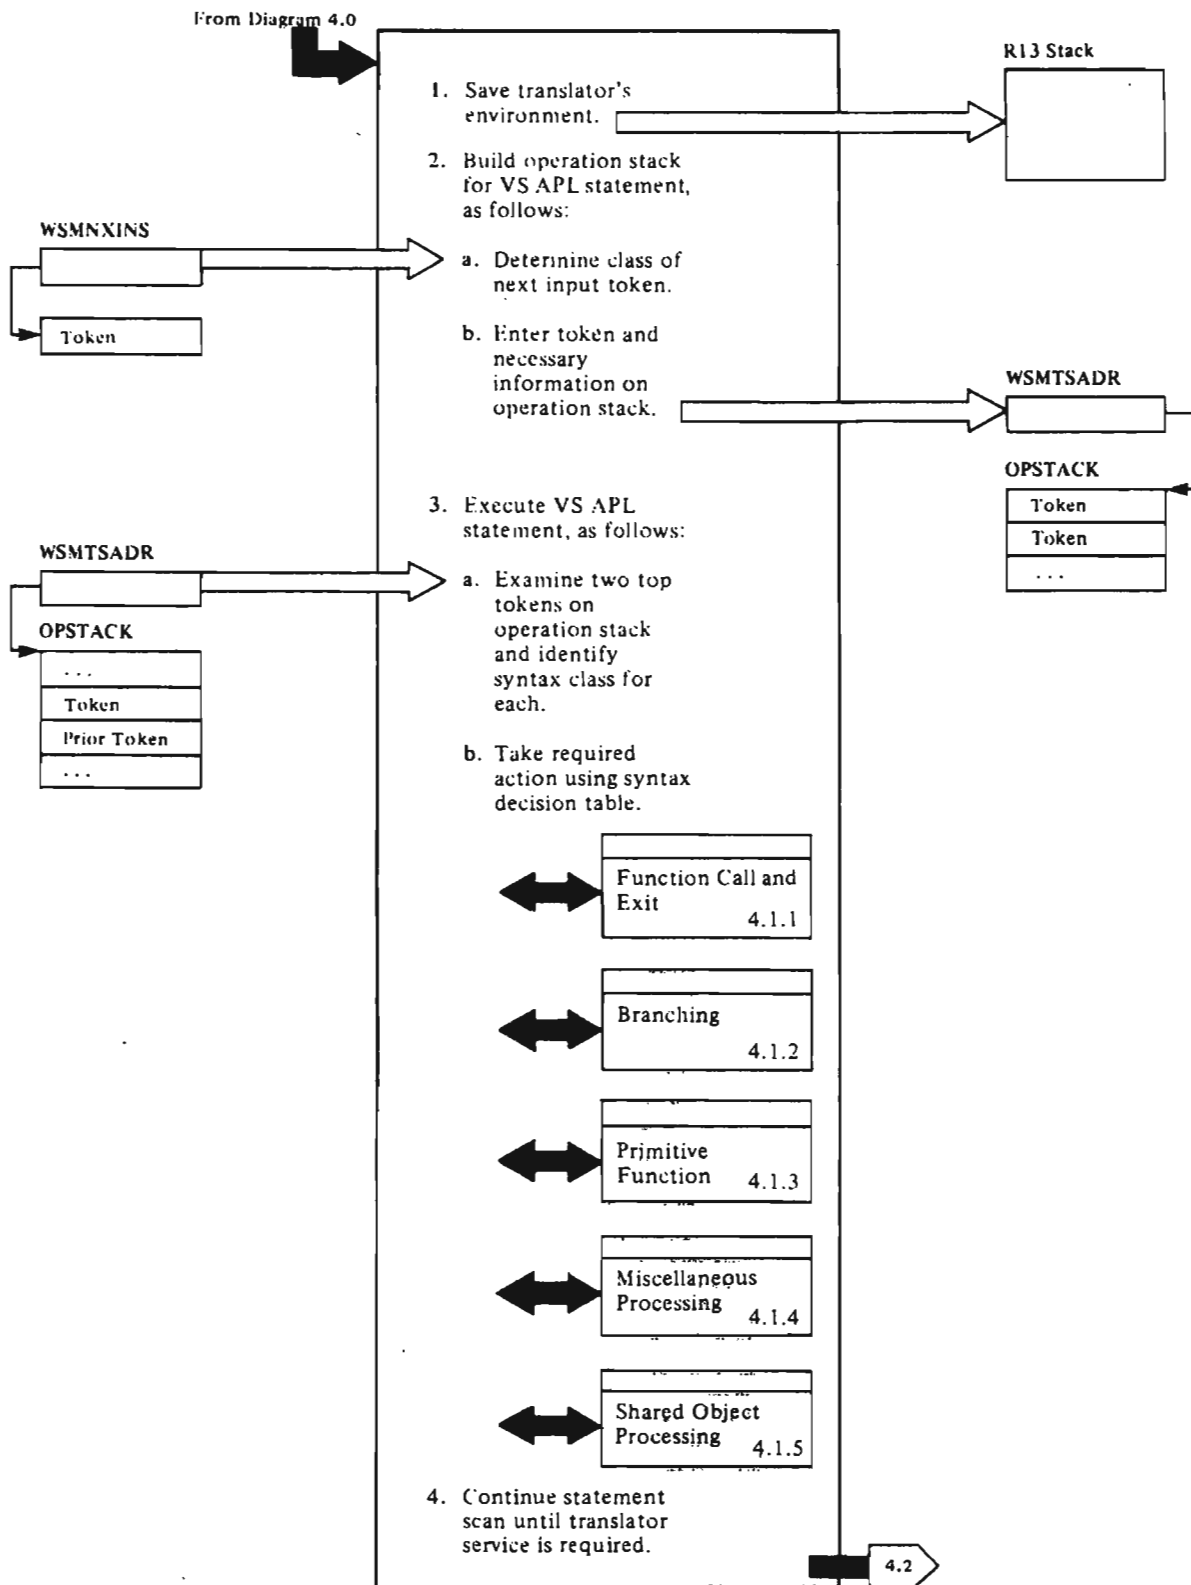 From Diagram 4.0
1. Save translator's
environment.
R13 Stack
2. Build operation stack
for VS APL statement,
as follows:
WSMNXINS
a. Determine class of
next input token.
Token
b. Enter token and
necessary
information on
operation stack.
WSMTSADR
OPSTACK
Token
Token
...
3. Execute VS APL
statement, as follows:
WSMTSADR
a. Examine two top
tokens on
operation stack
and identify
syntax class for
each.
OPSTACK
...
Token
Prior Token
...
b. Take required
action using syntax
decision table.
Function Call and
Exit
4.1.1
Branching
4.1.2
Primitive
Function
4.1.3
Miscellaneous
Processing
4.1.4
Shared Object
Processing
4.1.5
4. Continue statement
scan until translator
service is required.
4.2